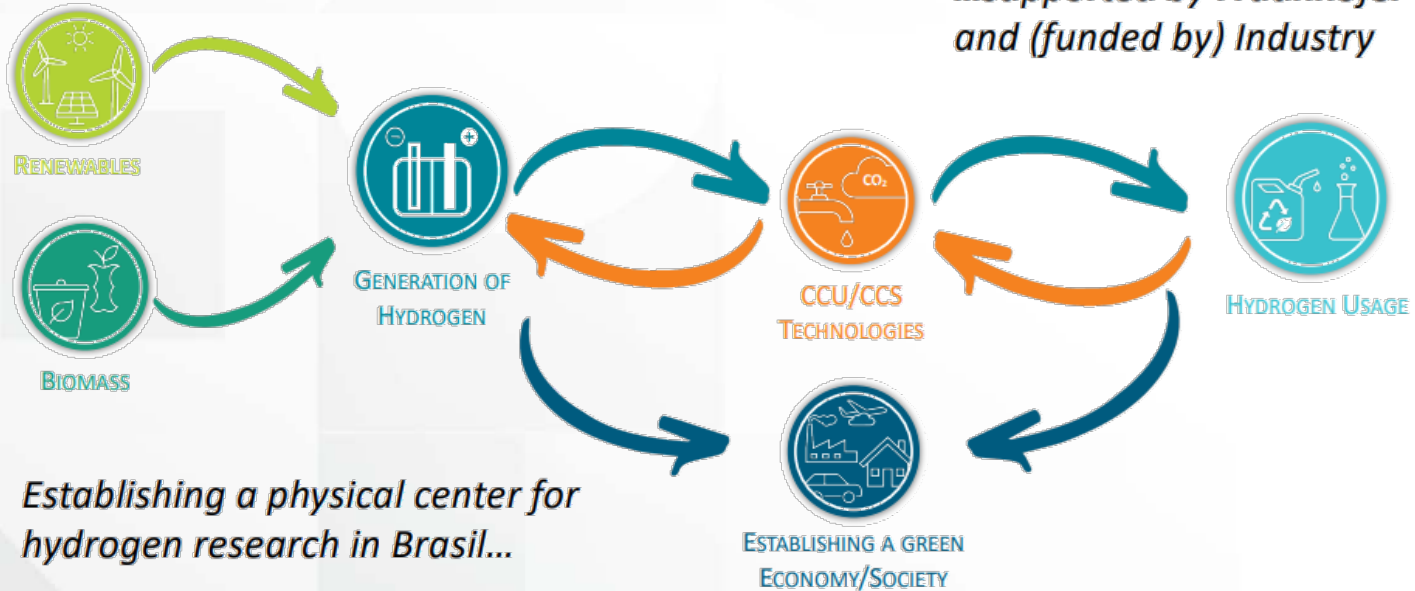 and (funded by) Industry
RENEWABLES
− +
GENERATION OF
HYDROGEN
CO₂
CCU/CCS
TECHNOLOGIES
HYDROGEN USAGE
BIOMASS
Establishing a physical center for
hydrogen research in Brasil...
ESTABLISHING A GREEN
ECONOMY/SOCIETY